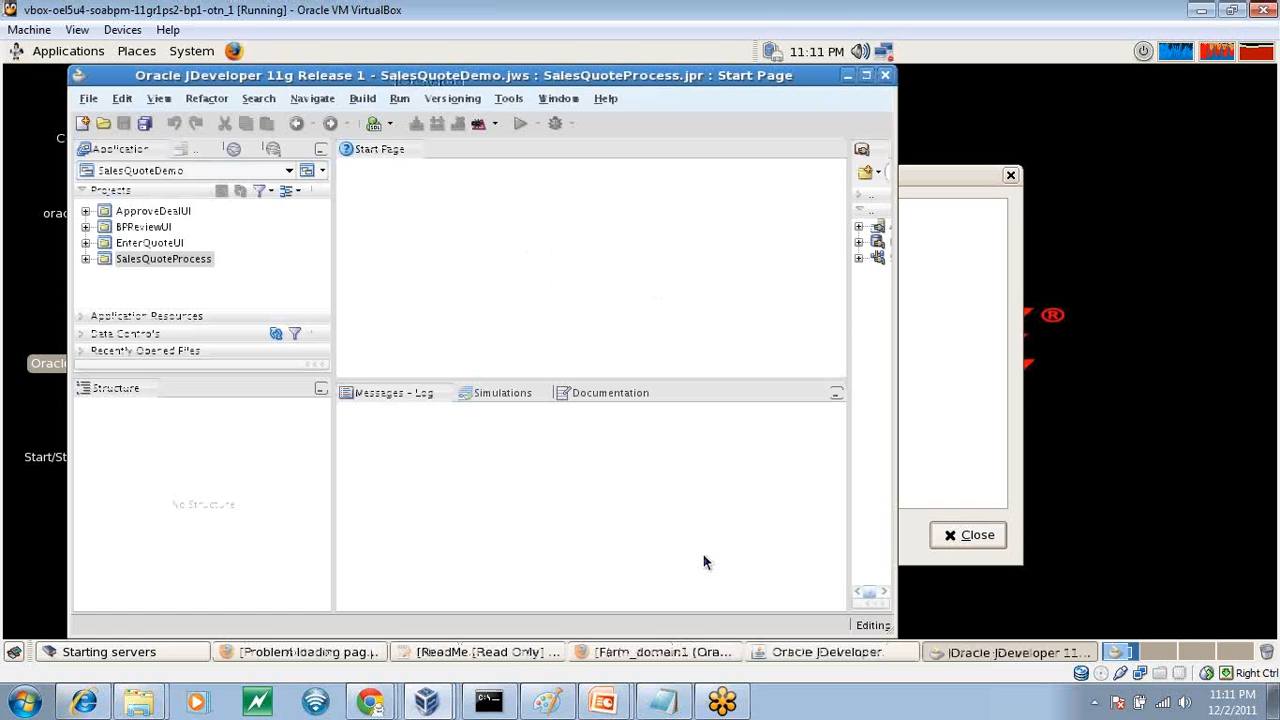 vbox-oel5u4-soabpm-11gr1ps2-bp1-otn_1 [Running] - Oracle VM VirtualBox
Machine View Devices Help
Applications Places System
11:11 PM
Oracle JDeveloper 11g Release 1 - SalesQuoteDemo.jws : SalesQuoteProcess.jpr : Start Page
File Edit View Refactor Search Navigate Build Run Versioning Tools Window Help
Application
Start Page
SalesQuoteDemo
Projects
ApproveDealUI
BPReviewUI
EnterQuoteUI
SalesQuoteProcess
Application Resources
Data Controls
Recently Opened Files
Structure
Messages - Log
Simulations
Documentation
No Structure
C
orac
Oracle
Start/St
®
Close
Editing
Starting servers
[Problem loading pag...
[ReadMe [Read Only] ...
[Farm_domain1 (Ora...
Oracle JDeveloper
[Oracle JDeveloper 11...
Right Ctrl
11:11 PM
12/2/2011